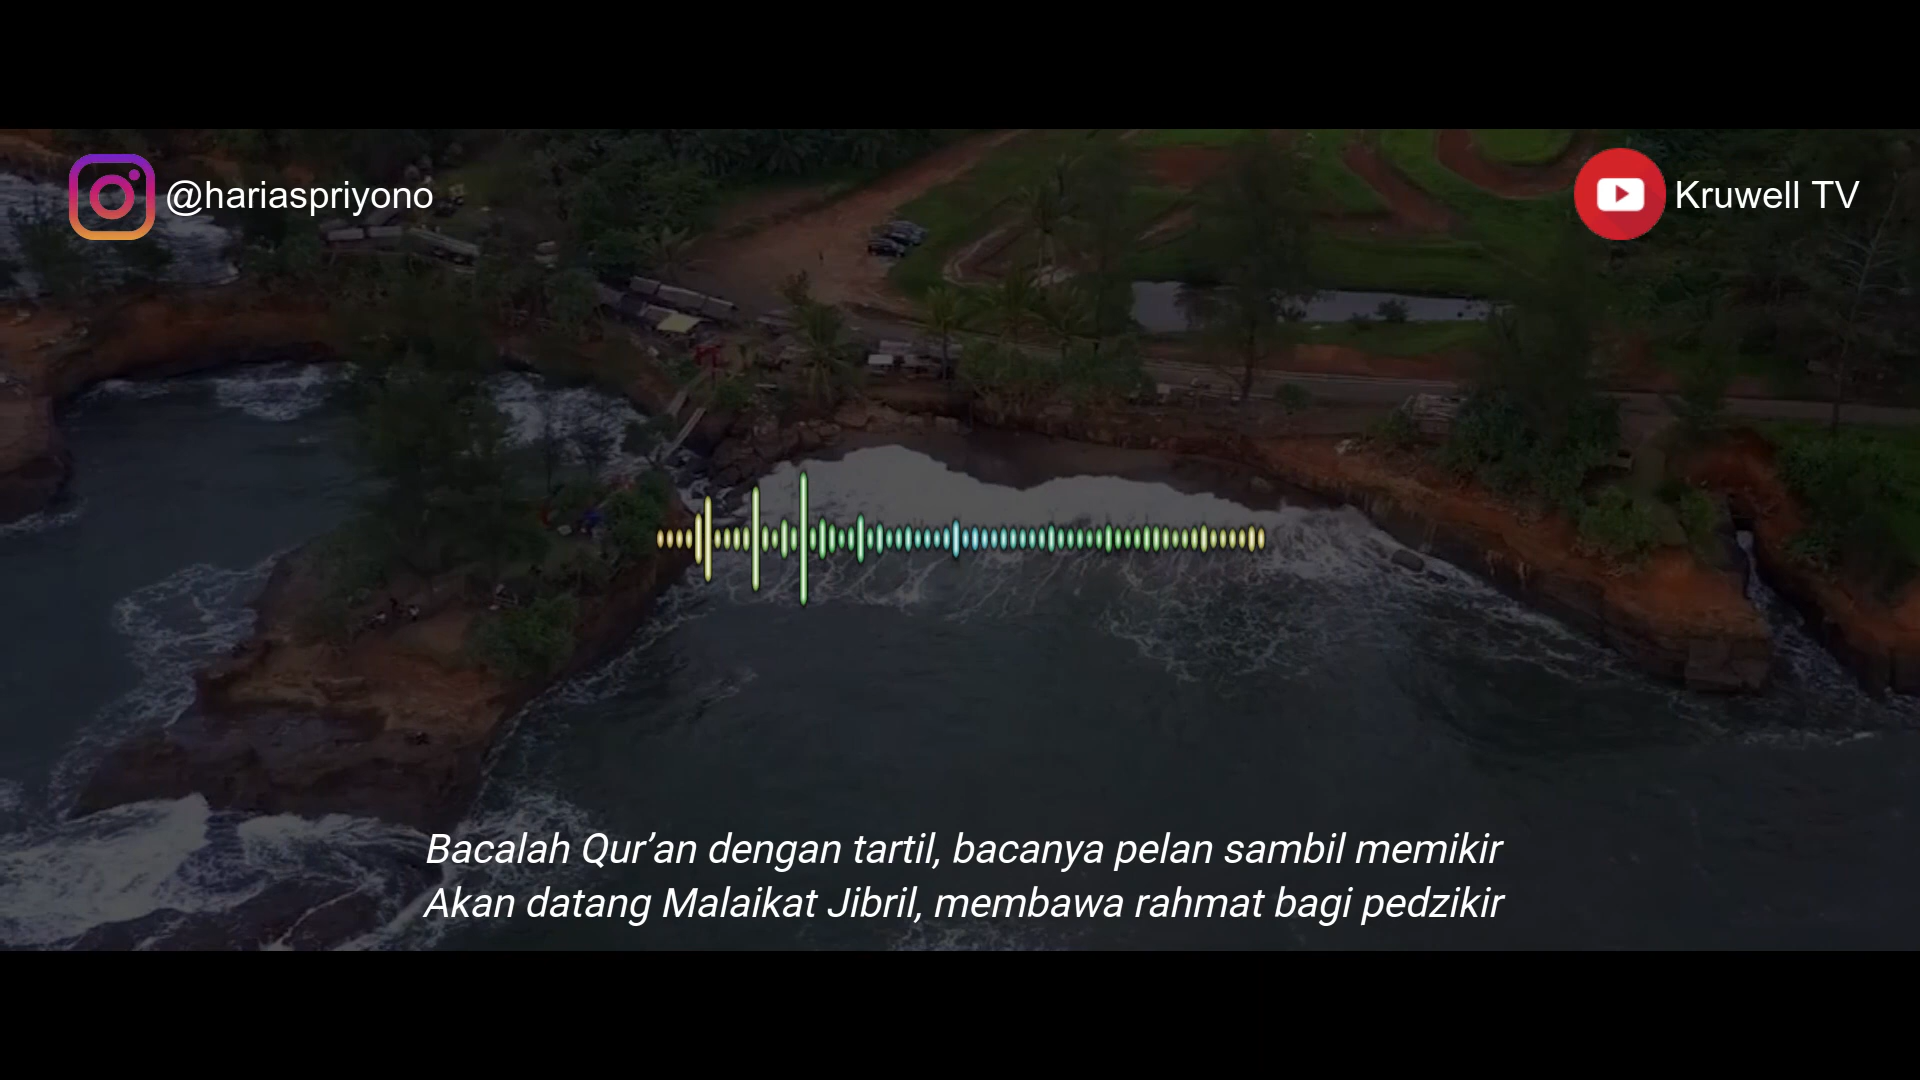 @hariaspriyono
Kruwell TV
Bacalah Qur’an dengan tartil, bacanya pelan sambil memikir
Akan datang Malaikat Jibril, membawa rahmat bagi pedzikir